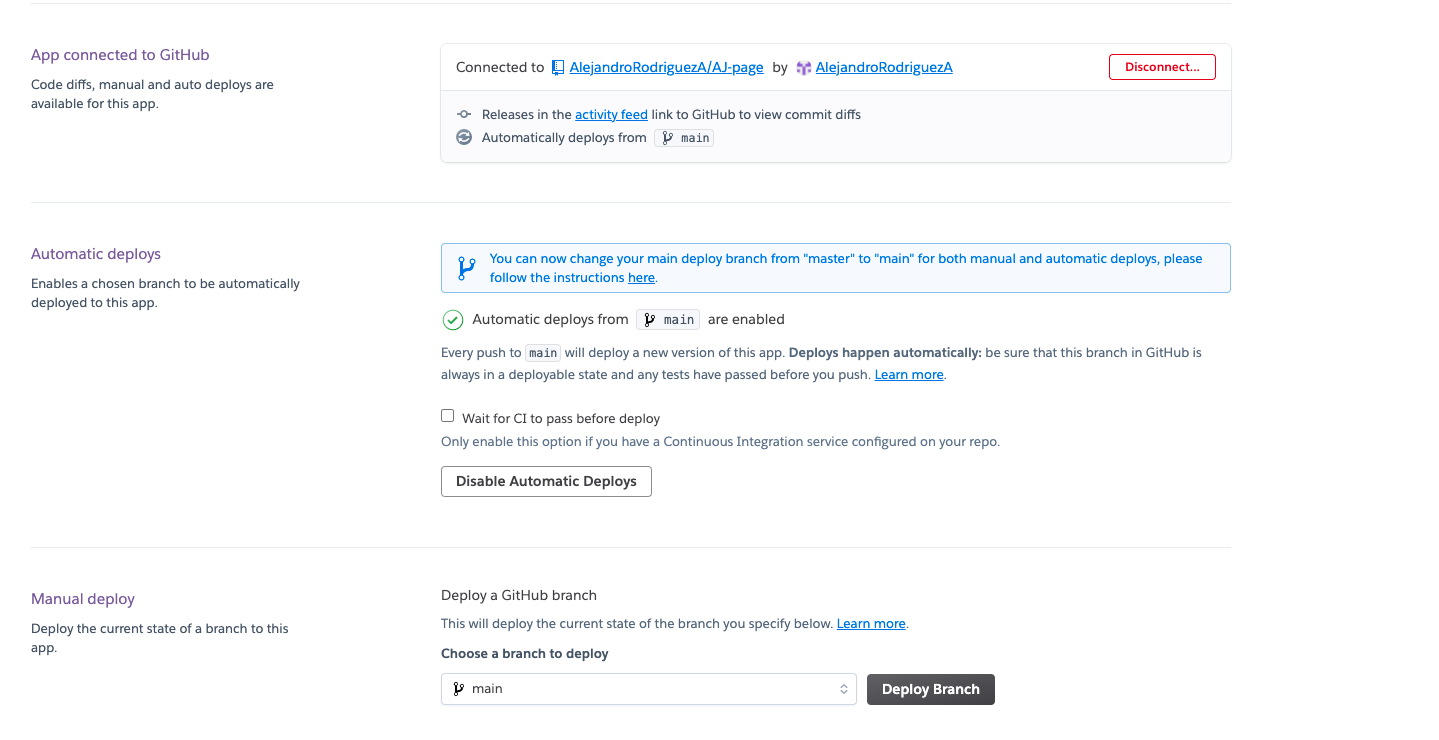 App connected to GitHub
Code diffs, manual and auto deploys are
available for this app.
Connected to AlejandroRodriguezA/AJ-page by AlejandroRodriguezA
Disconnect...
Releases in the activity feed link to GitHub to view commit diffs
Automatically deploys from main
Automatic deploys
Enables a chosen branch to be automatically
deployed to this app.
You can now change your main deploy branch from "master" to "main" for both manual and automatic deploys, please
follow the instructions here.
Automatic deploys from main are enabled
Every push to main will deploy a new version of this app. Deploys happen automatically: be sure that this branch in GitHub is
always in a deployable state and any tests have passed before you push. Learn more.
Wait for CI to pass before deploy
Only enable this option if you have a Continuous Integration service configured on your repo.
Disable Automatic Deploys
Manual deploy
Deploy the current state of a branch to this
app.
Deploy a GitHub branch
This will deploy the current state of the branch you specify below. Learn more.
Choose a branch to deploy
main
Deploy Branch